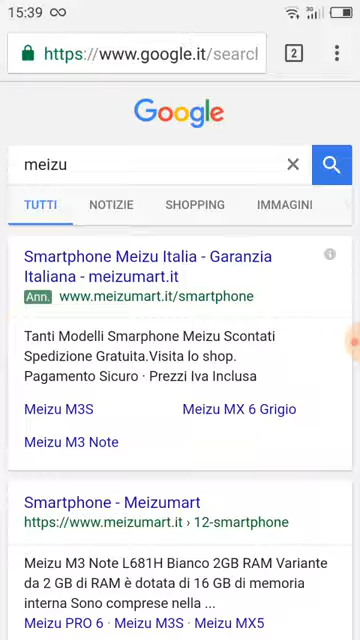 15:39
3G
https://www.google.it/searcl
2
Google
meizu
TUTTI NOTIZIE SHOPPING IMMAGINI
Smartphone Meizu Italia - Garanzia
Italiana - meizumart.it
Ann. www.meizumart.it/smartphone
Tanti Modelli Smarphone Meizu Scontati
Spedizione Gratuita.Visita lo shop.
Pagamento Sicuro · Prezzi Iva Inclusa
Meizu M3S Meizu MX 6 Grigio
Meizu M3 Note
Smartphone - Meizumart
https://www.meizumart.it › 12-smartphone
Meizu M3 Note L681H Bianco 2GB RAM Variante
da 2 GB di RAM è dotata di 16 GB di memoria
interna Sono comprese nella ...
Meizu PRO 6 · Meizu M3S · Meizu MX5